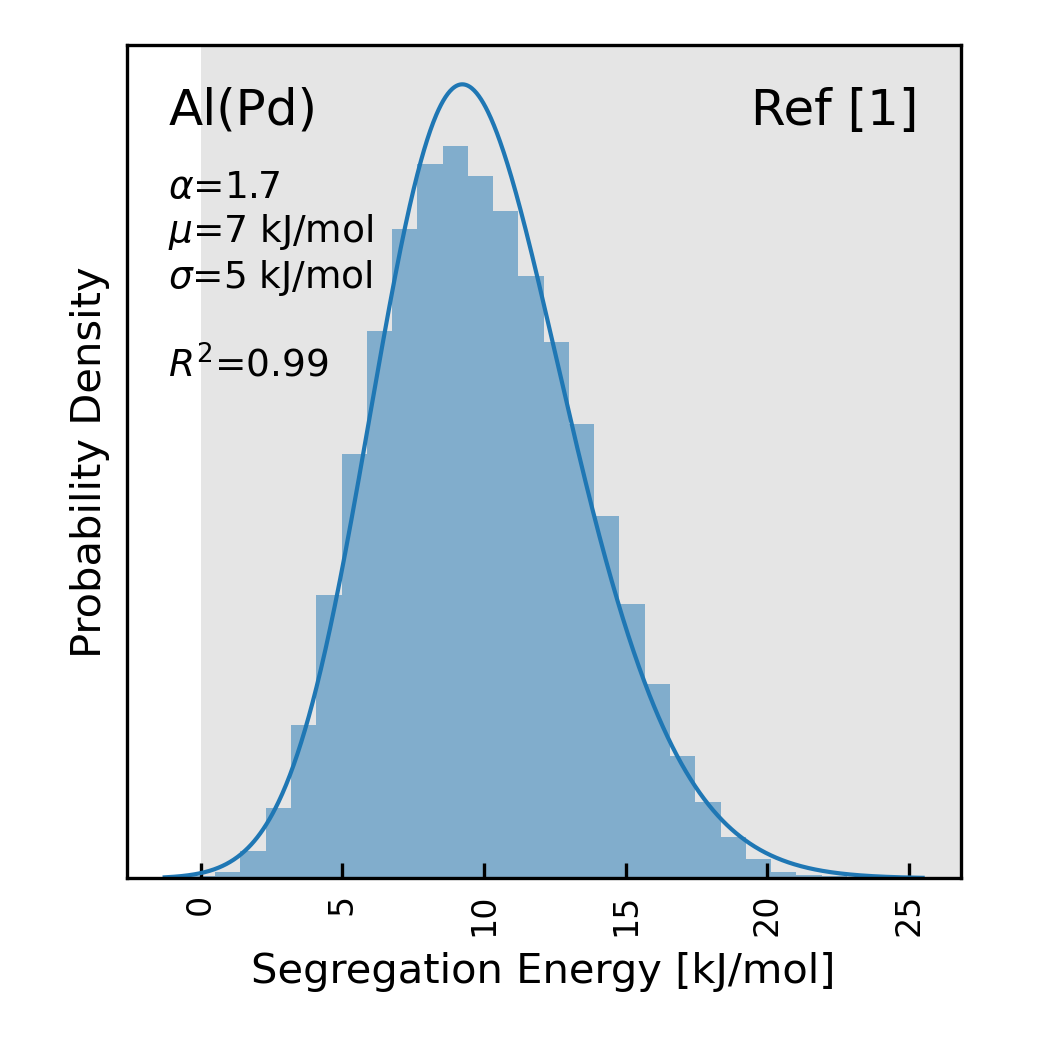 Al(Pd)
Ref [1]
α=1.7
μ=7 kJ/mol
σ=5 kJ/mol
R²=0.99
Probability Density
0 5 10 15 20 25
Segregation Energy [kJ/mol]